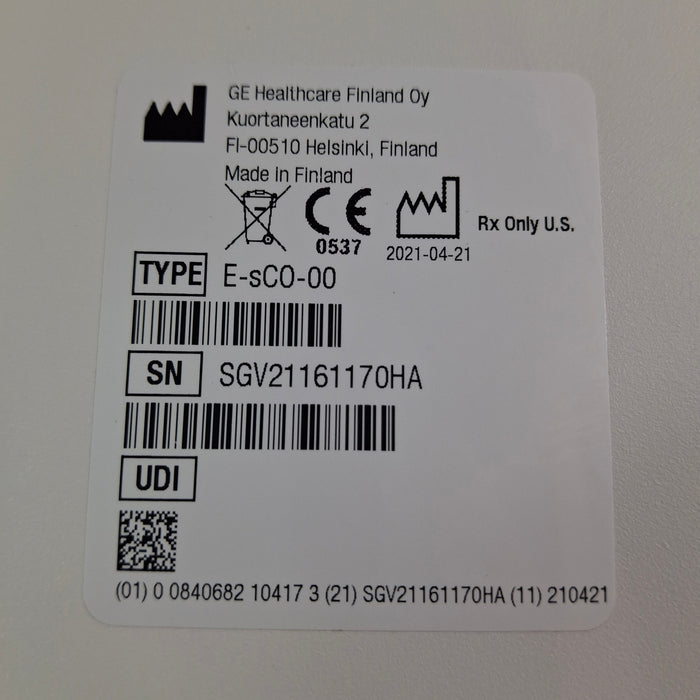 GE Healthcare Finland Oy
Kuortaneenkatu 2
FI-00510 Helsinki, Finland
Made in Finland
CE
0537
2021-04-21
Rx Only U.S.
TYPE E-sCO-00
SN SGV21161170HA
UDI
(01) 0 0840682 10417 3 (21) SGV21161170HA (11) 210421